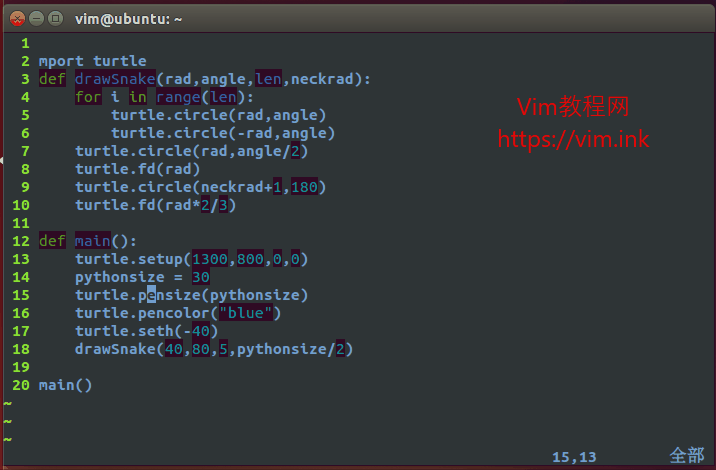 vim@ubuntu: ~
1
2 mport turtle
3 def drawSnake(rad,angle,len,neckrad):
4     for i in range(len):
5         turtle.circle(rad,angle)
6         turtle.circle(-rad,angle)
7     turtle.circle(rad,angle/2)
8     turtle.fd(rad)
9     turtle.circle(neckrad+1,180)
10     turtle.fd(rad*2/3)
11
12 def main():
13     turtle.setup(1300,800,0,0)
14     pythonsize = 30
15     turtle.pensize(pythonsize)
16     turtle.pencolor("blue")
17     turtle.seth(-40)
18     drawSnake(40,80,5,pythonsize/2)
19
20 main()
~
~
~
15,13 全部
Vim教程网
https://vim.ink